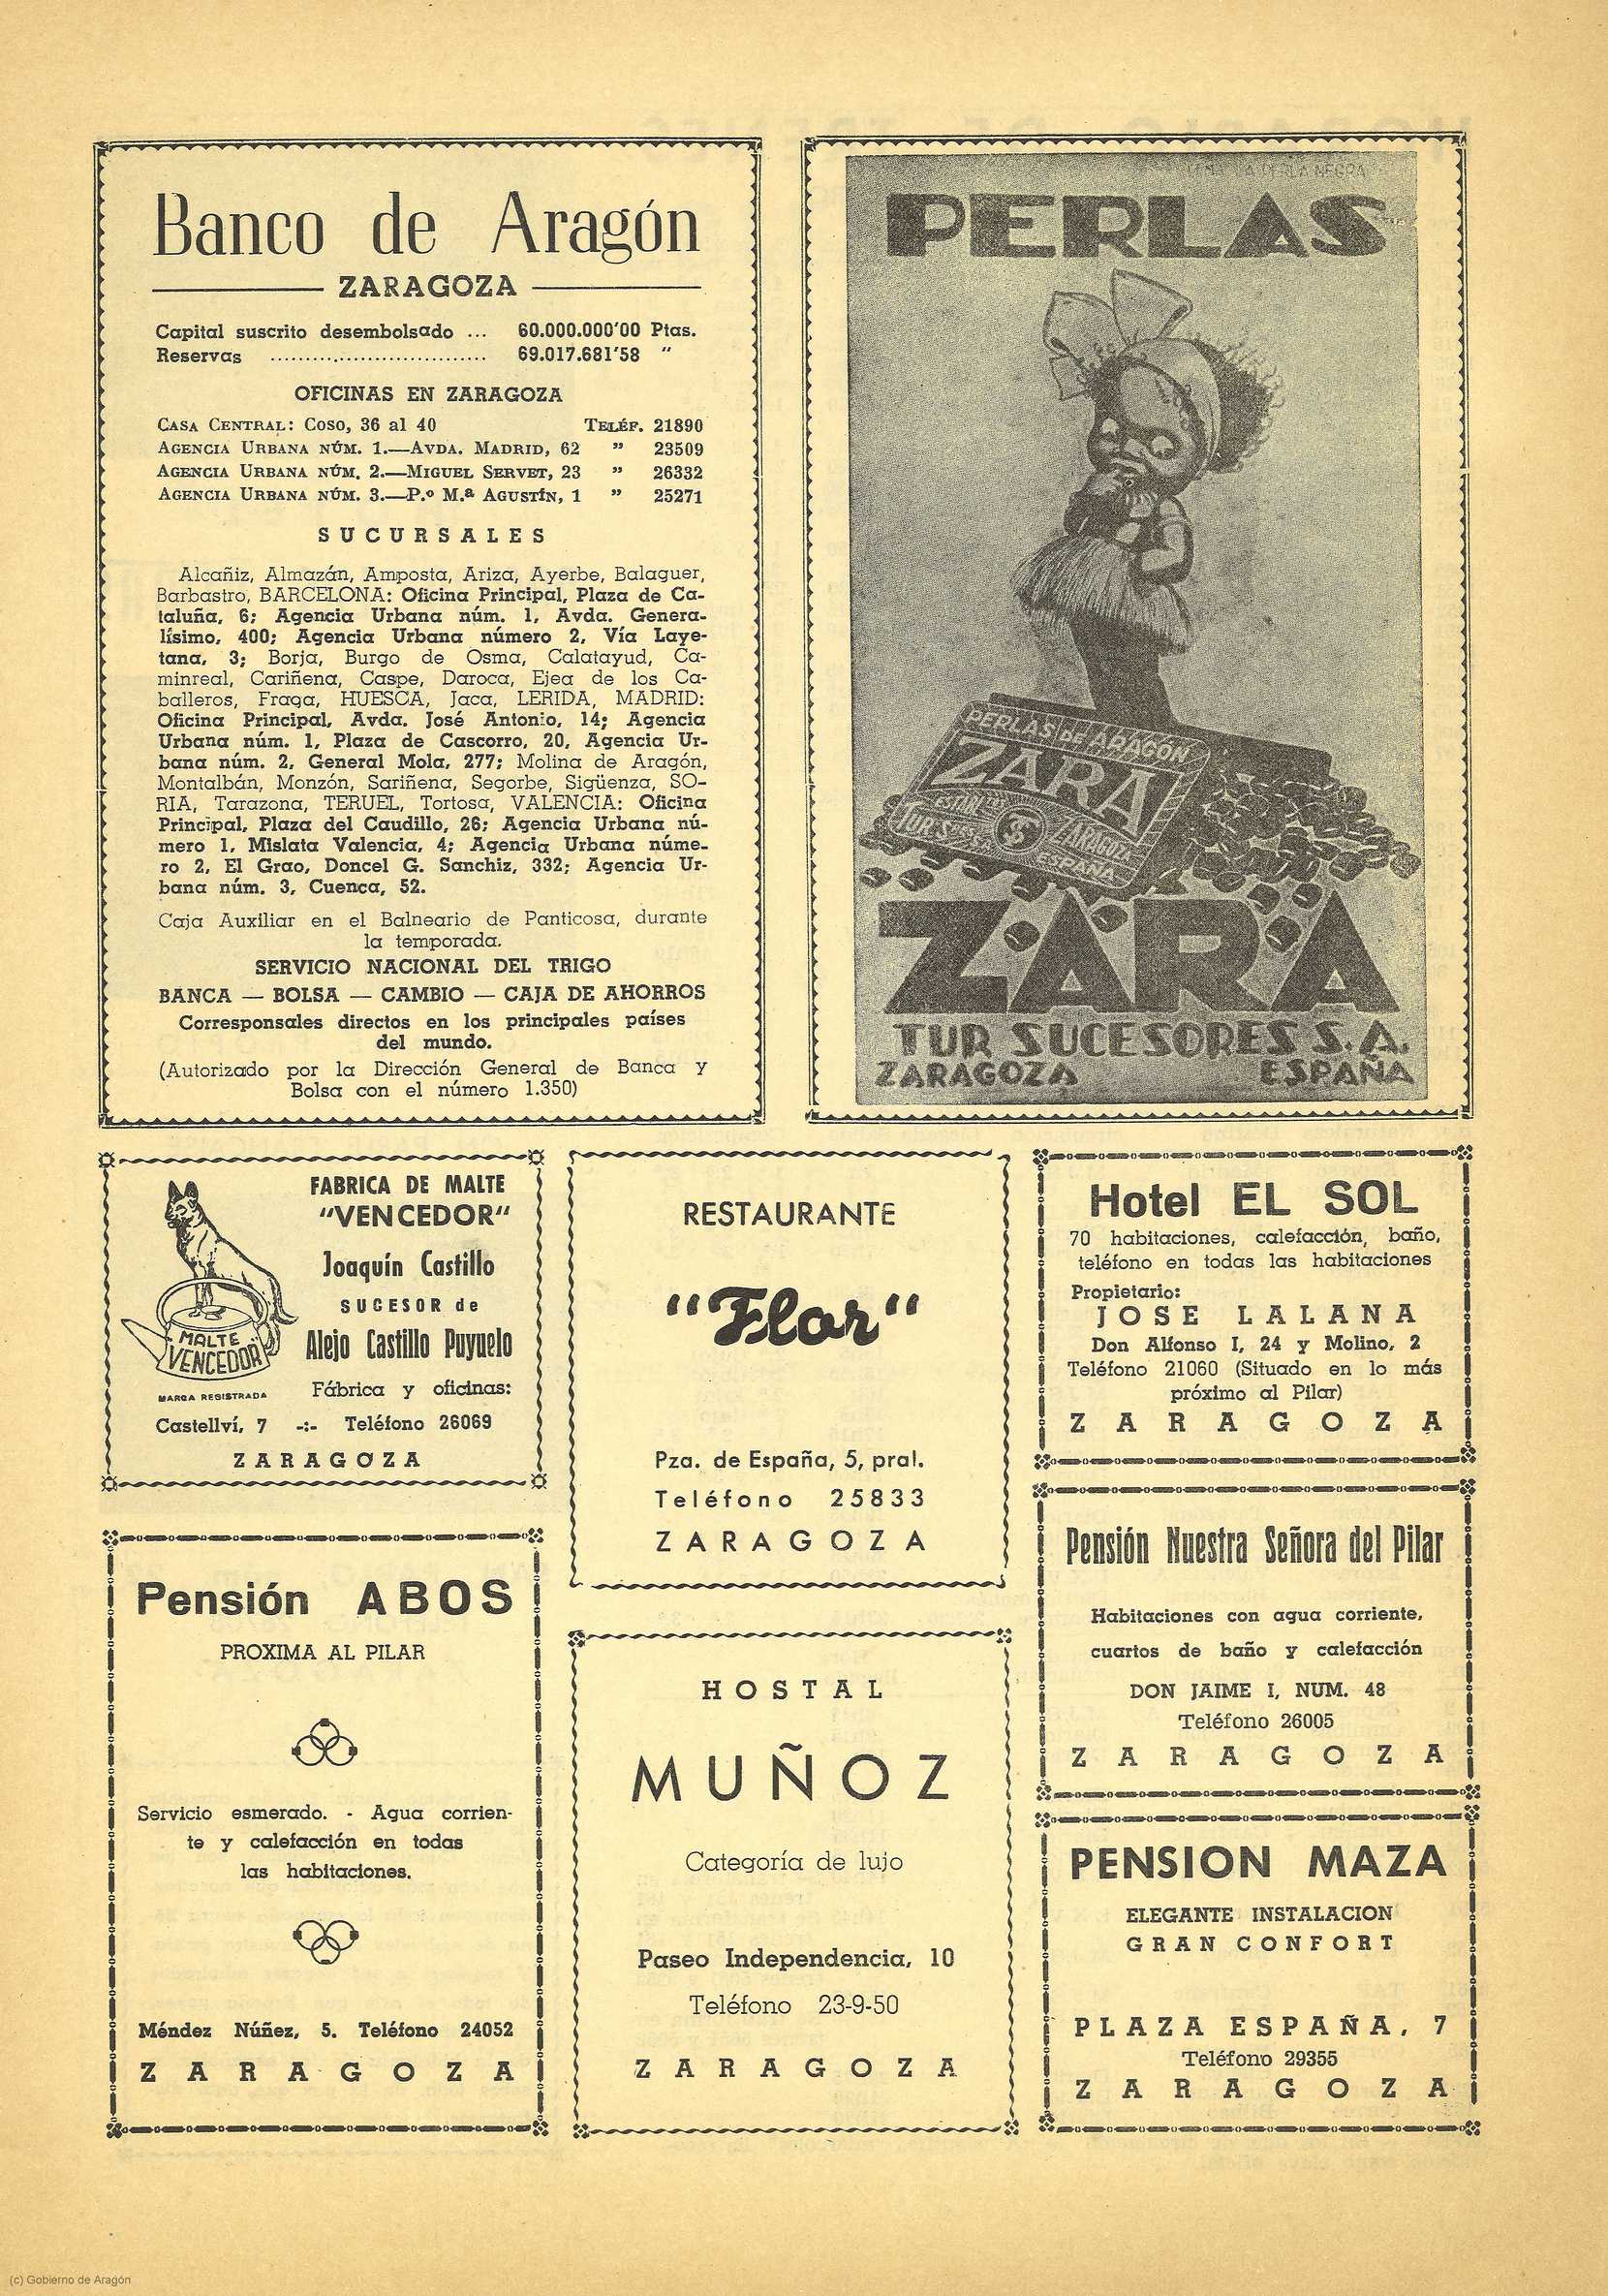 Banco de Aragón
ZARAGOZA
Capital suscrito desembolsado ... 60.000.000'00 Ptas.
Reservas ............................... 69.017.681'58 "
OFICINAS EN ZARAGOZA
CASA CENTRAL: Coso, 36 al 40 TELÉF. 21890
AGENCIA URBANA NÚM. 1.—AVDA. MADRID, 62 " 23509
AGENCIA URBANA NÚM. 2.—MIGUEL SERVET, 23 " 26332
AGENCIA URBANA NÚM. 3.—P.º M.ª AGUSTÍN, 1 " 25271
SUCURSALES
Alcañiz, Almazán, Amposta, Ariza, Ayerbe, Balaguer,
Barbastro, BARCELONA: Oficina Principal, Plaza de Ca-
taluña, 6; Agencia Urbana núm. 1, Avda. Genera-
lísimo, 400; Agencia Urbana número 2, Vía Laye-
tana, 3; Borja, Burgo de Osma, Calatayud, Ca-
minreal, Cariñena, Caspe, Daroca, Ejea de los Ca-
balleros, Fraga, HUESCA, Jaca, LERIDA, MADRID:
Oficina Principal, Avda. José Antonio, 14; Agencia
Urbana núm. 1, Plaza de Cascorro, 20, Agencia Ur-
bana núm. 2, General Mola, 277; Molina de Aragón,
Montalbán, Monzón, Sariñena, Segorbe, Sigüenza, SO-
RIA, Tarazona, TERUEL, Tortosa, VALENCIA: Oficina
Principal, Plaza del Caudillo, 26; Agencia Urbana nú-
mero 1, Mislata Valencia, 4; Agencia Urbana núme-
ro 2, El Grao, Doncel G. Sanchiz, 332; Agencia Ur-
bana núm. 3, Cuenca, 52.
Caja Auxiliar en el Balneario de Panticosa, durante
la temporada.
SERVICIO NACIONAL DEL TRIGO
BANCA — BOLSA — CAMBIO — CAJA DE AHORROS
Corresponsales directos en los principales países
del mundo.
(Autorizado por la Dirección General de Banca y
Bolsa con el número 1.350)
LA PERLA NEGRA
PERLAS
PERLAS DE ARAGÓN
ZARA
TUR S.
ZARAGOZA
ESPAÑA
ZARA
TUR SUCESORES S.A.
ZARAGOZA ESPAÑA
FABRICA DE MALTE
"VENCEDOR"
Joaquín Castillo
SUCESOR de
Alejo Castillo Puyuelo
MALTE
VENCEDOR
MARCA REGISTRADA
Fábrica y oficinas:
Castellví, 7 -:- Teléfono 26069
ZARAGOZA
RESTAURANTE
"Flor"
Pza. de España, 5, pral.
Teléfono 25833
ZARAGOZA
Hotel EL SOL
70 habitaciones, calefacción, baño,
teléfono en todas las habitaciones
Propietario:
JOSE LALANA
Don Alfonso I, 24 y Molino, 2
Teléfono 21060 (Situado en lo más
próximo al Pilar)
ZARAGOZA
Pensión ABOS
PROXIMA AL PILAR
Servicio esmerado. - Agua corrien-
te y calefacción en todas
las habitaciones.
Méndez Núñez, 5. Teléfono 24052
ZARAGOZA
HOSTAL
MUÑOZ
Categoría de lujo
Paseo Independencia, 10
Teléfono 23-9-50
ZARAGOZA
Pensión Nuestra Señora del Pilar
Habitaciones con agua corriente,
cuartos de baño y calefacción
DON JAIME I, NUM. 48
Teléfono 26005
ZARAGOZA
PENSION MAZA
ELEGANTE INSTALACION
GRAN CONFORT
PLAZA ESPAÑA, 7
Teléfono 29355
ZARAGOZA
(c) Gobierno de Aragón